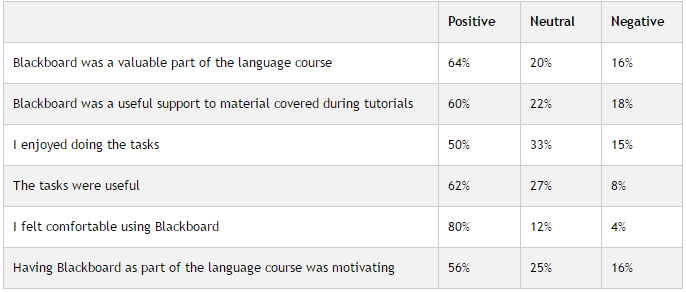 Positive Neutral Negative
Blackboard was a valuable part of the language course 64% 20% 16%
Blackboard was a useful support to material covered during tutorials 60% 22% 18%
I enjoyed doing the tasks 50% 33% 15%
The tasks were useful 62% 27% 8%
I felt comfortable using Blackboard 80% 12% 4%
Having Blackboard as part of the language course was motivating 56% 25% 16%